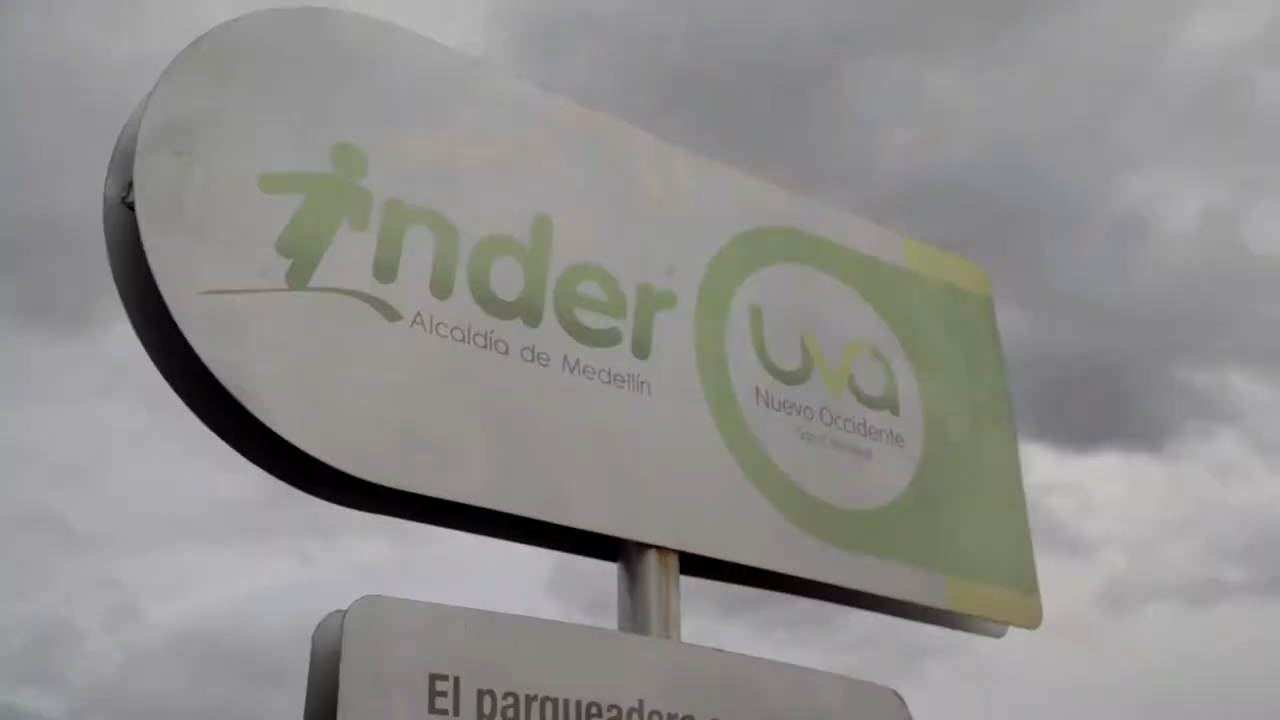 inder
Alcaldía de Medellín
uva
Nuevo Occidente
El parqueadero